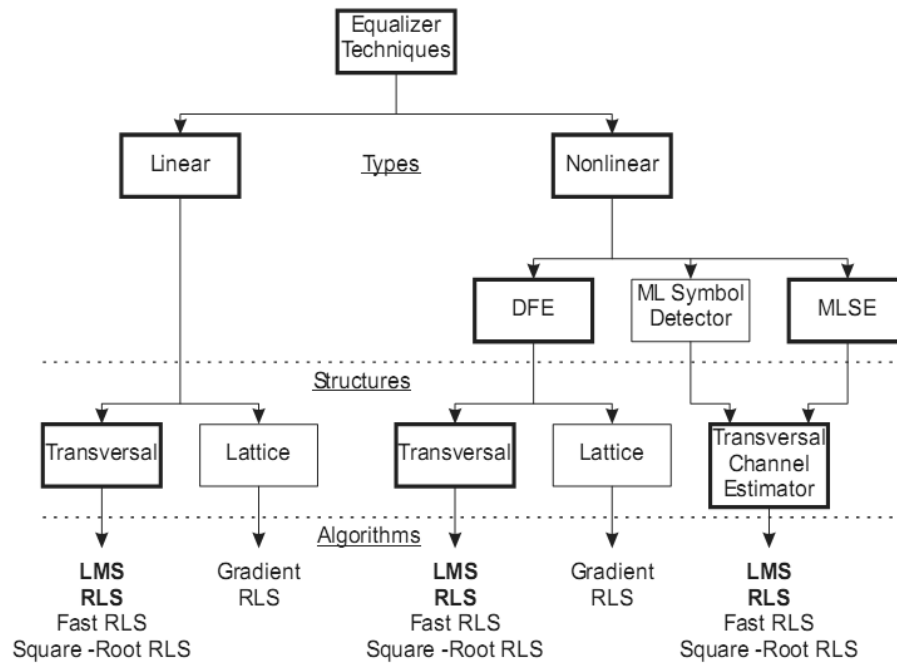 Equalizer
Techniques
Linear
Types
Nonlinear
DFE
ML Symbol
Detector
MLSE
Structures
Transversal
Lattice
Transversal
Lattice
Transversal
Channel
Estimator
Algorithms
LMS
RLS
Fast RLS
Square -Root RLS
Gradient
RLS
LMS
RLS
Fast RLS
Square -Root RLS
Gradient
RLS
LMS
RLS
Fast RLS
Square -Root RLS